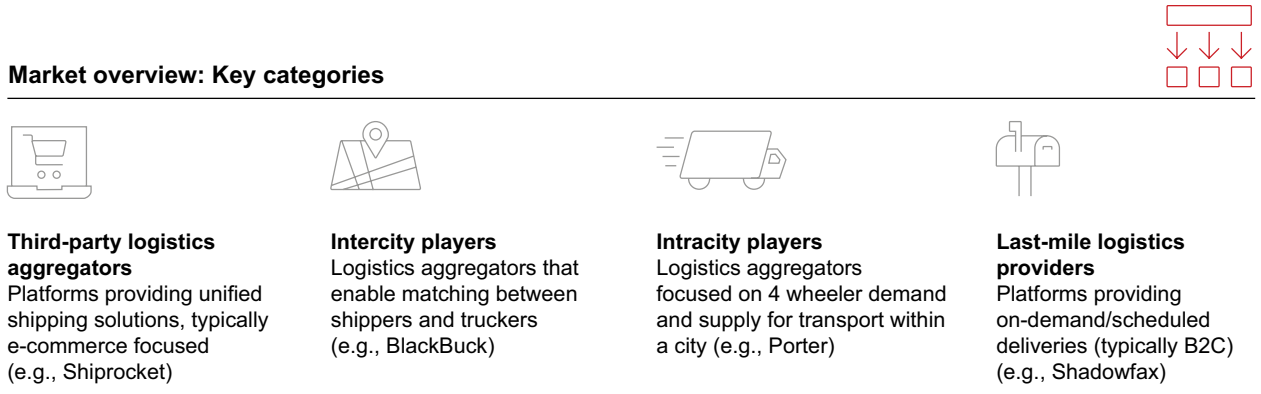 Market overview: Key categories
Third-party logistics
aggregators
Platforms providing unified
shipping solutions, typically
e-commerce focused
(e.g., Shiprocket)
Intercity players
Logistics aggregators that
enable matching between
shippers and truckers
(e.g., BlackBuck)
Intracity players
Logistics aggregators
focused on 4 wheeler demand
and supply for transport within
a city (e.g., Porter)
Last-mile logistics
providers
Platforms providing
on-demand/scheduled
deliveries (typically B2C)
(e.g., Shadowfax)